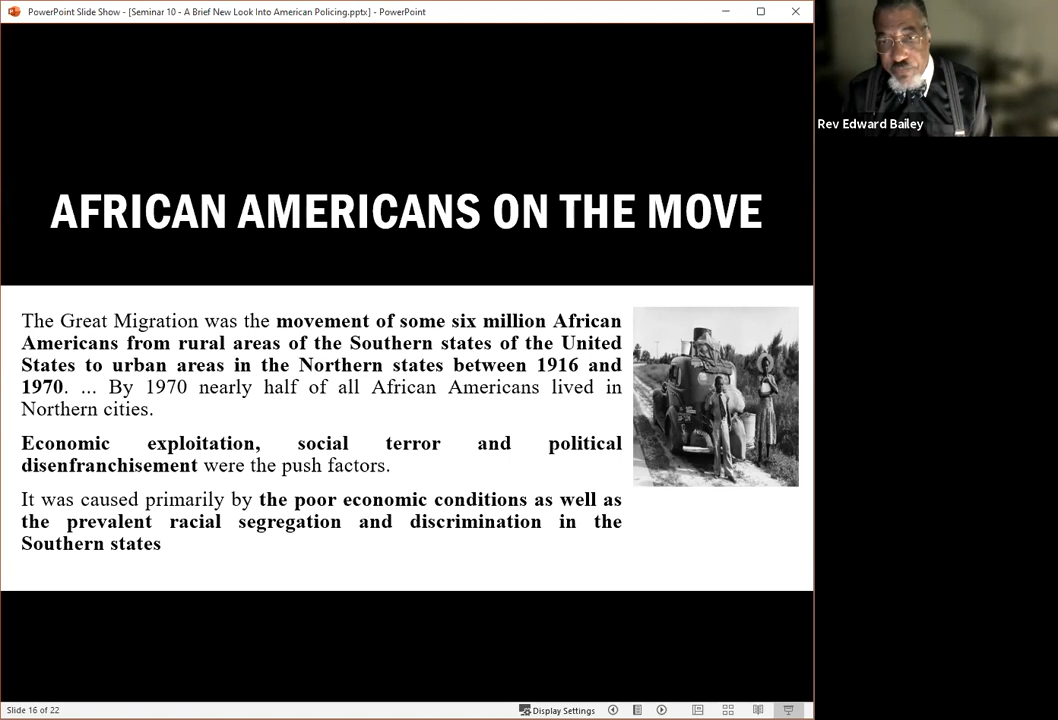 PowerPoint Slide Show - [Seminar 10 - A Brief New Look Into American Policing.pptx] - PowerPoint
Rev Edward Bailey
AFRICAN AMERICANS ON THE MOVE
The Great Migration was the movement of some six million African
Americans from rural areas of the Southern states of the United
States to urban areas in the Northern states between 1916 and
1970. ... By 1970 nearly half of all African Americans lived in
Northern cities.
Economic exploitation, social terror and political
disenfranchisement were the push factors.
It was caused primarily by the poor economic conditions as well as
the prevalent racial segregation and discrimination in the
Southern states
Slide 16 of 22
Display Settings